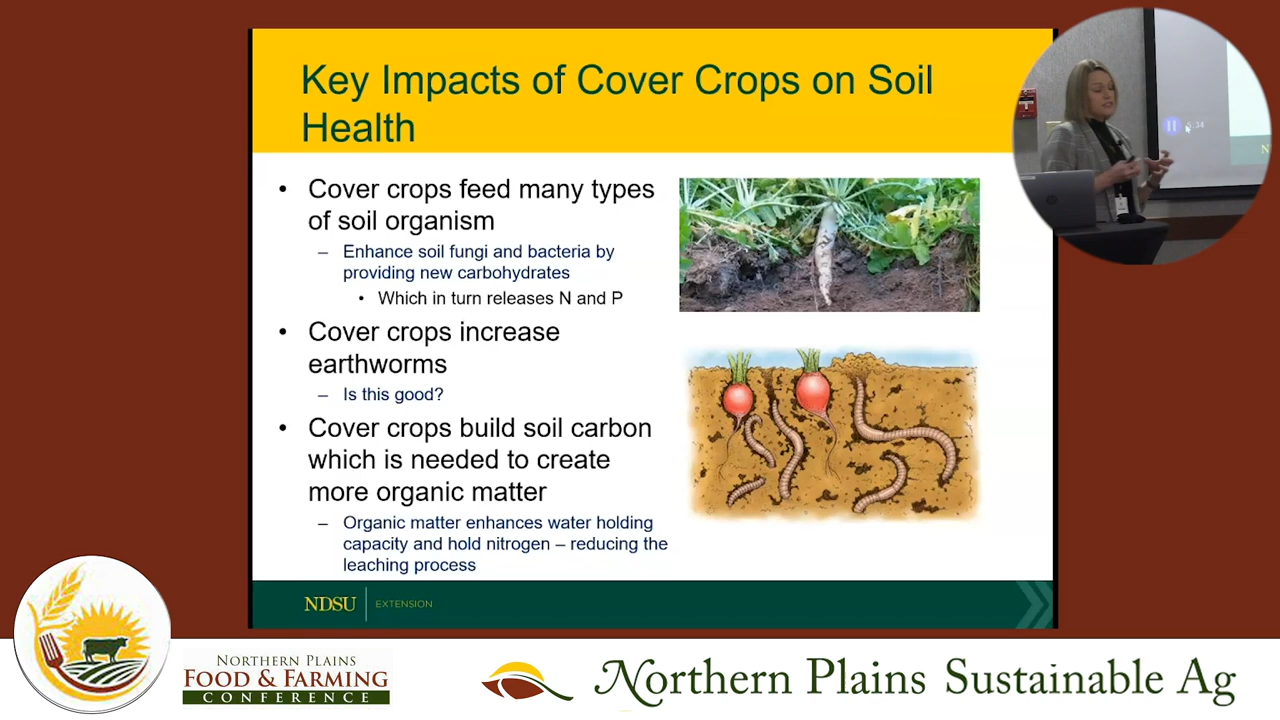 Key Impacts of Cover Crops on Soil
Health
• Cover crops feed many types
of soil organism
– Enhance soil fungi and bacteria by
providing new carbohydrates
• Which in turn releases N and P
• Cover crops increase
earthworms
– Is this good?
• Cover crops build soil carbon
which is needed to create
more organic matter
– Organic matter enhances water holding
capacity and hold nitrogen – reducing the
leaching process
NDSU EXTENSION
NORTHERN PLAINS
FOOD & FARMING
CONFERENCE
Northern Plains Sustainable Ag